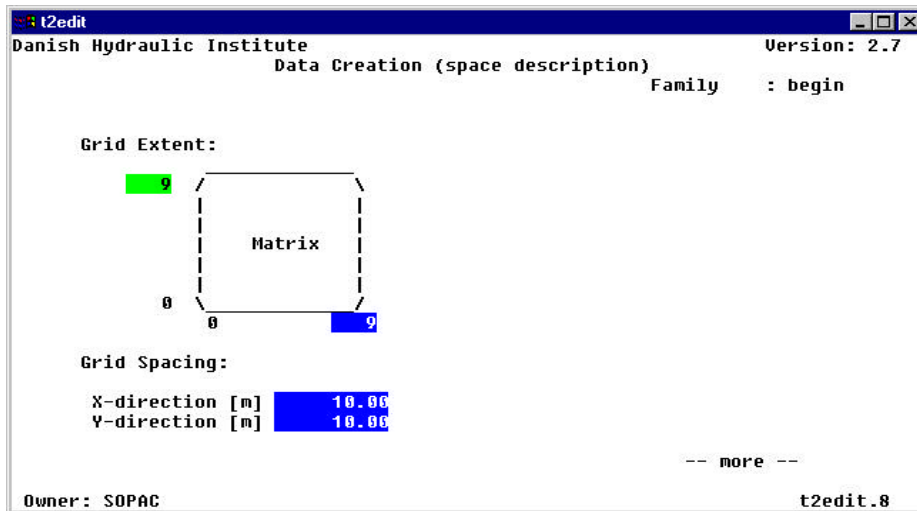 t2edit
Danish Hydraulic Institute Version: 2.7
Data Creation (space description)
Family : begin
Grid Extent:
9
Matrix
0
0 9
Grid Spacing:
X-direction [m] 10.00
Y-direction [m] 10.00
-- more --
Owner: SOPAC t2edit.8